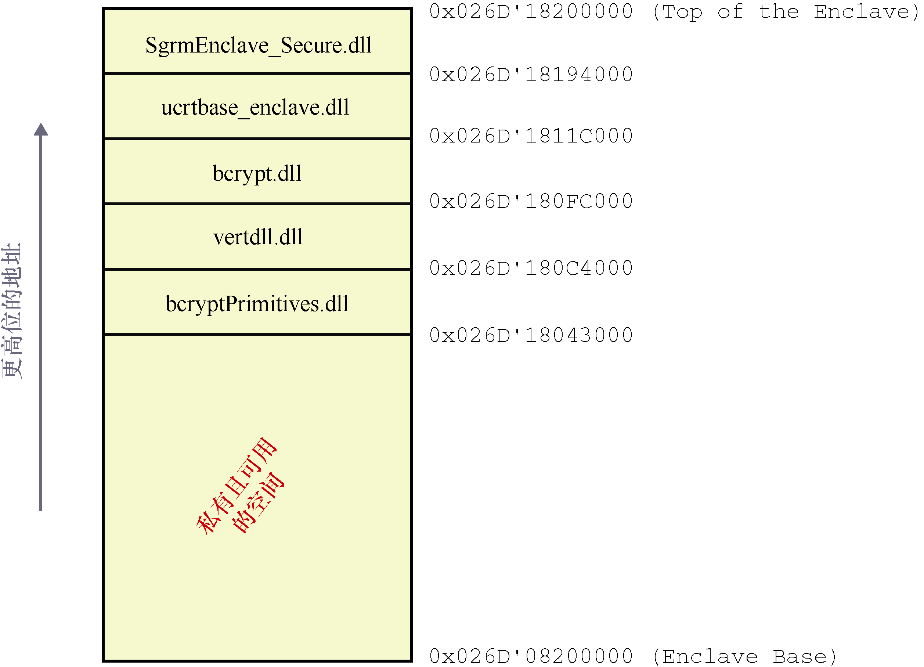 0x026D'18200000 (Top of the Enclave)
SgrmEnclave_Secure.dll
0x026D'18194000
ucrtbase_enclave.dll
0x026D'1811C000
bcrypt.dll
0x026D'180FC000
vertdll.dll
0x026D'180C4000
bcryptPrimitives.dll
0x026D'18043000
更高位的地址
私有且可用
的空间
0x026D'08200000 (Enclave Base)